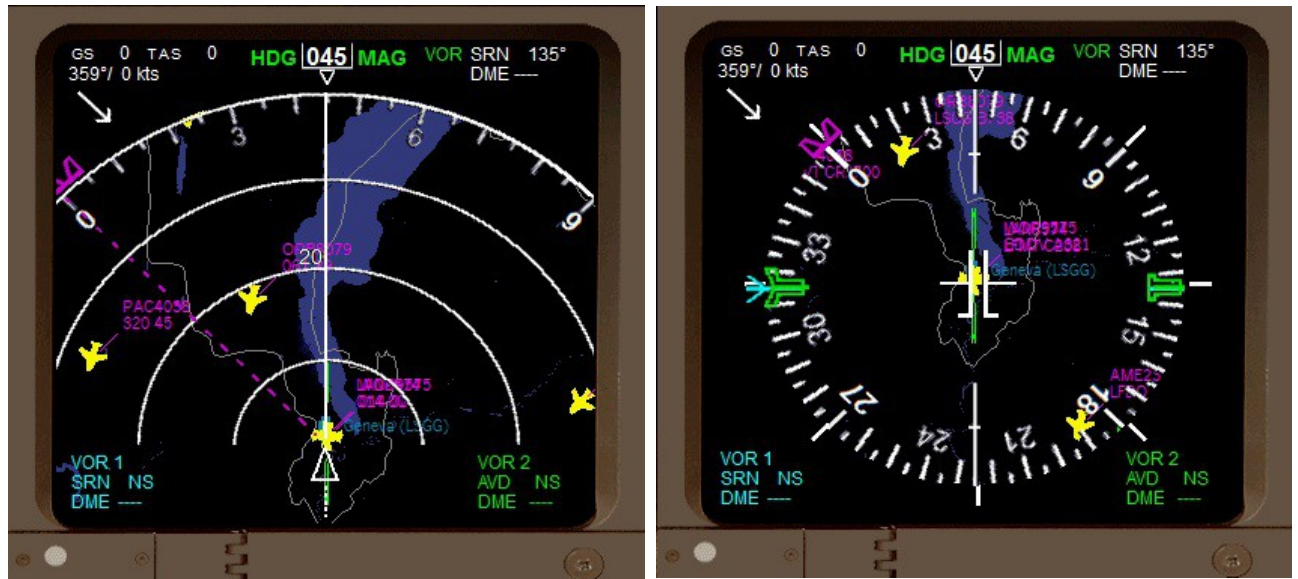 GS 0 TAS 0 HDG 045 MAG VOR SRN 135°
359°/ 0 kts DME ----
3
6
0
9
20
PAC4056
S20 45
Geneva (LSGG)
VOR 1
SRN NS
DME ----
VOR 2
AVD NS
DME ----
GS 0 TAS 0 HDG 045 MAG VOR SRN 135°
359°/ 0 kts DME ----
3
6
0
9
33
12
Geneva (LSGG)
30
15
AME25
27
18
24
21
VOR 1
SRN NS
DME ----
VOR 2
AVD NS
DME ----